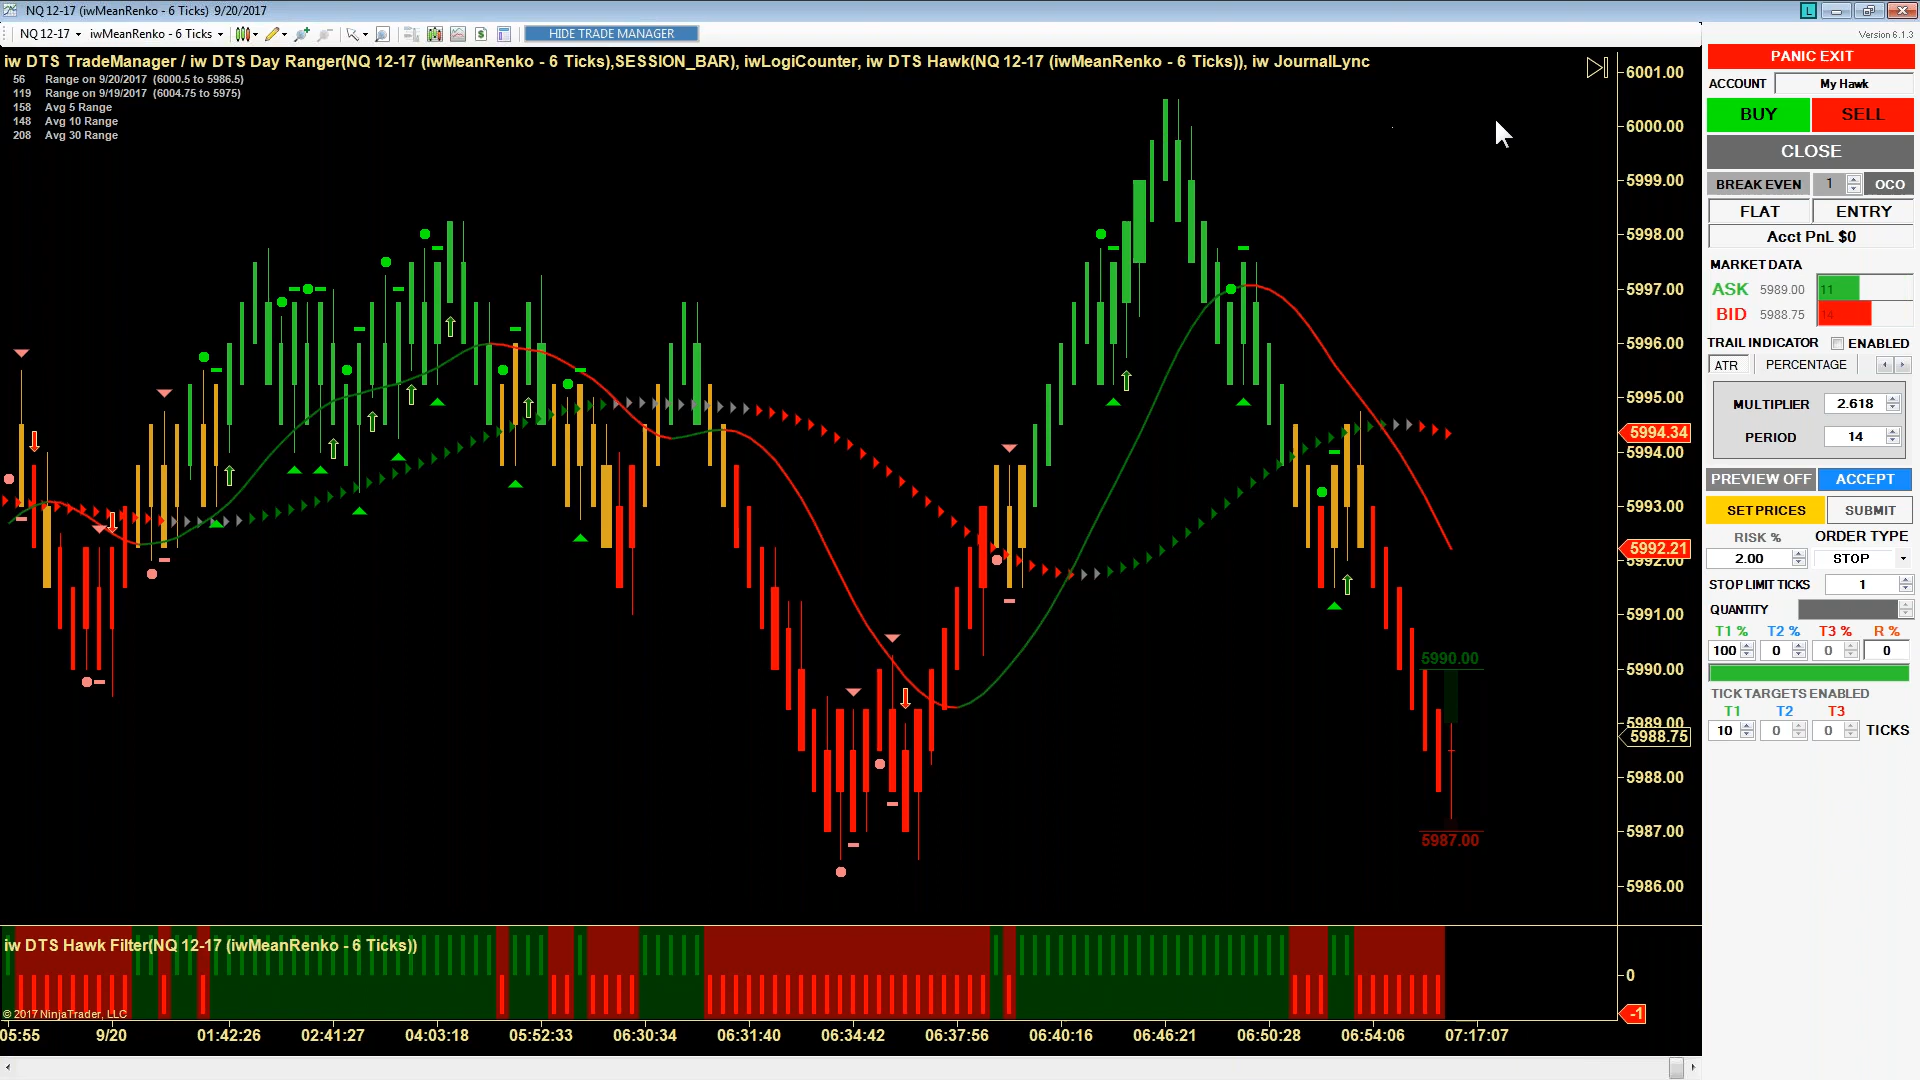 NQ 12-17 (iwMeanRenko - 6 Ticks) 9/20/2017
L
NQ 12-17 iwMeanRenko - 6 Ticks HIDE TRADE MANAGER
iw DTS TradeManager / iw DTS Day Ranger(NQ 12-17 (iwMeanRenko - 6 Ticks),SESSION_BAR), iwLogiCounter, iw DTS Hawk(NQ 12-17 (iwMeanRenko - 6 Ticks)), iw JournalLync
56 Range on 9/20/2017 (6000.5 to 5986.5)
119 Range on 9/19/2017 (6004.75 to 5975)
158 Avg 5 Range
148 Avg 10 Range
208 Avg 30 Range
6001.00
6000.00
5999.00
5998.00
5997.00
5996.00
5995.00
5994.34
5994.00
5993.00
5992.21
5992.00
5991.00
5990.00
5989.00
5988.75
5988.00
5987.00
5986.00
5990.00
5987.00
iw DTS Hawk Filter(NQ 12-17 (iwMeanRenko - 6 Ticks))
0
-1
© 2017 NinjaTrader, LLC
05:55 9/20 01:42:26 02:41:27 04:03:18 05:52:33 06:30:34 06:31:40 06:34:42 06:37:56 06:40:16 06:46:21 06:50:28 06:54:06 07:17:07
Version 6.1.3
PANIC EXIT
ACCOUNT My Hawk
BUY SELL
CLOSE
BREAK EVEN 1 OCO
FLAT ENTRY
Acct PnL $0
MARKET DATA
ASK 5989.00 11
BID 5988.75 14
TRAIL INDICATOR ENABLED
ATR PERCENTAGE
MULTIPLIER 2.618
PERIOD 14
PREVIEW OFF ACCEPT
SET PRICES SUBMIT
RISK % ORDER TYPE
2.00 STOP
STOP LIMIT TICKS 1
QUANTITY
T1 % T2 % T3 % R %
100 0 0 0
TICK TARGETS ENABLED
T1 T2 T3
10 0 0 TICKS